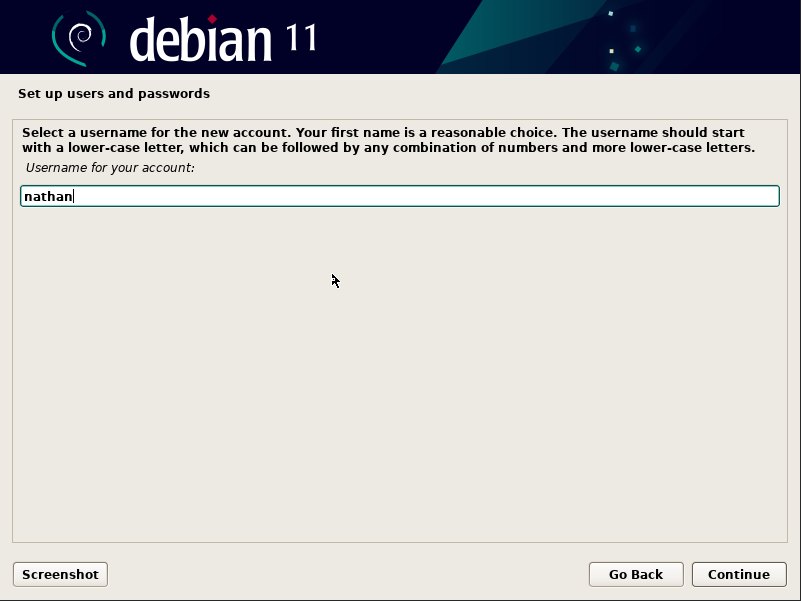 debian 11
Set up users and passwords
Select a username for the new account. Your first name is a reasonable choice. The username should start
with a lower-case letter, which can be followed by any combination of numbers and more lower-case letters.
Username for your account:
nathan
Screenshot
Go Back
Continue